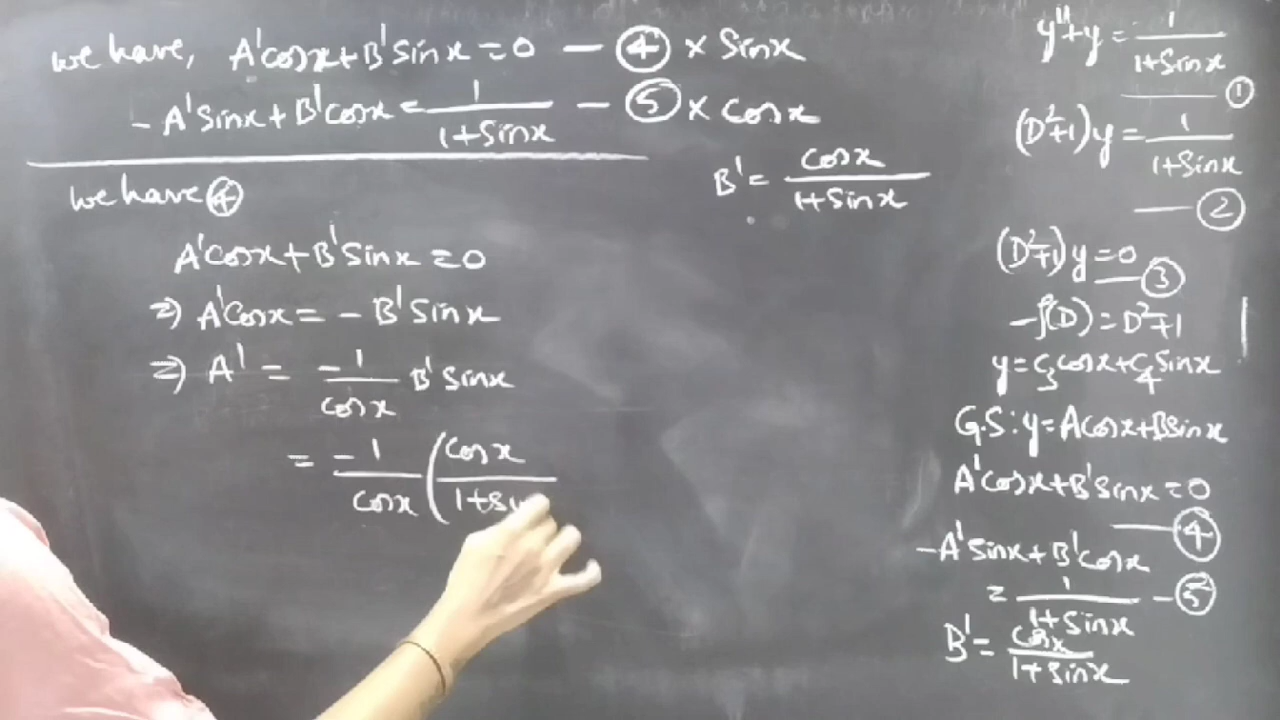 we have, A'cosx+B'sinx=0 — ④ × sinx
- A'sinx+B'cosx=1/(1+sinx) — ⑤ × cosx
we have ④
A'cosx+B'sinx=0
⇒ A'cosx = - B'sinx
⇒ A' = -1/cosx B'sinx
= -1/cosx (cosx/(1+sin
B' = cosx/(1+sinx)
y''+y = 1/(1+sinx) — ①
(D²+1)y = 1/(1+sinx) — ②
(D²+1)y=0 — ③
f(D)=D²+1
y=C₃cosx+C₄sinx
G.S: y=Acosx+Bsinx
A'cosx+B'sinx=0 — ④
-A'sinx+B'cosx
= 1/(1+sinx) — ⑤
B' = cosx/(1+sinx)